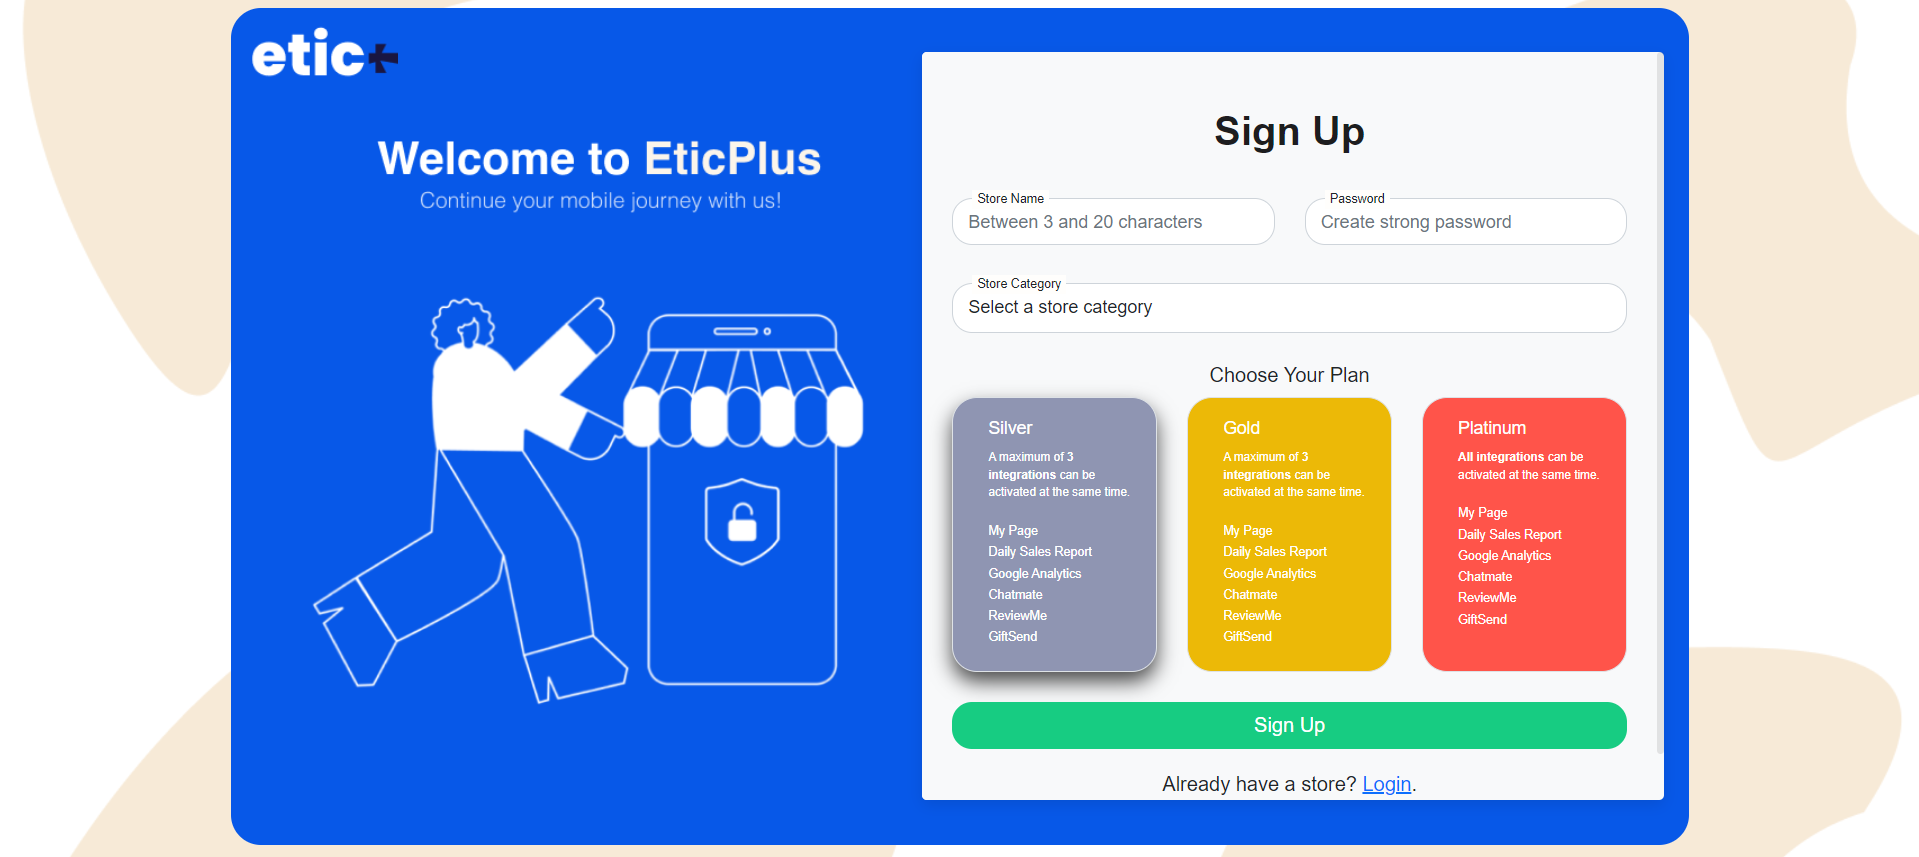 etic+
Welcome to EticPlus
Continue your mobile journey with us!
Sign Up
Store Name
Between 3 and 20 characters
Password
Create strong password
Store Category
Select a store category
Choose Your Plan
Silver
A maximum of 3
integrations can be
activated at the same time.
My Page
Daily Sales Report
Google Analytics
Chatmate
ReviewMe
GiftSend
Gold
A maximum of 3
integrations can be
activated at the same time.
My Page
Daily Sales Report
Google Analytics
Chatmate
ReviewMe
GiftSend
Platinum
All integrations can be
activated at the same time.
My Page
Daily Sales Report
Google Analytics
Chatmate
ReviewMe
GiftSend
Sign Up
Already have a store? Login.